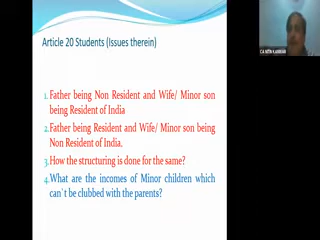 Article 20 Students (Issues therein)
1. Father being Non Resident and Wife/ Minor son
being Resident of India
2. Father being Resident and Wife/ Minor son being
Non Resident of India.
3. How the structuring is done for the same?
4. What are the incomes of Minor children which
can`t be clubbed with the parents?